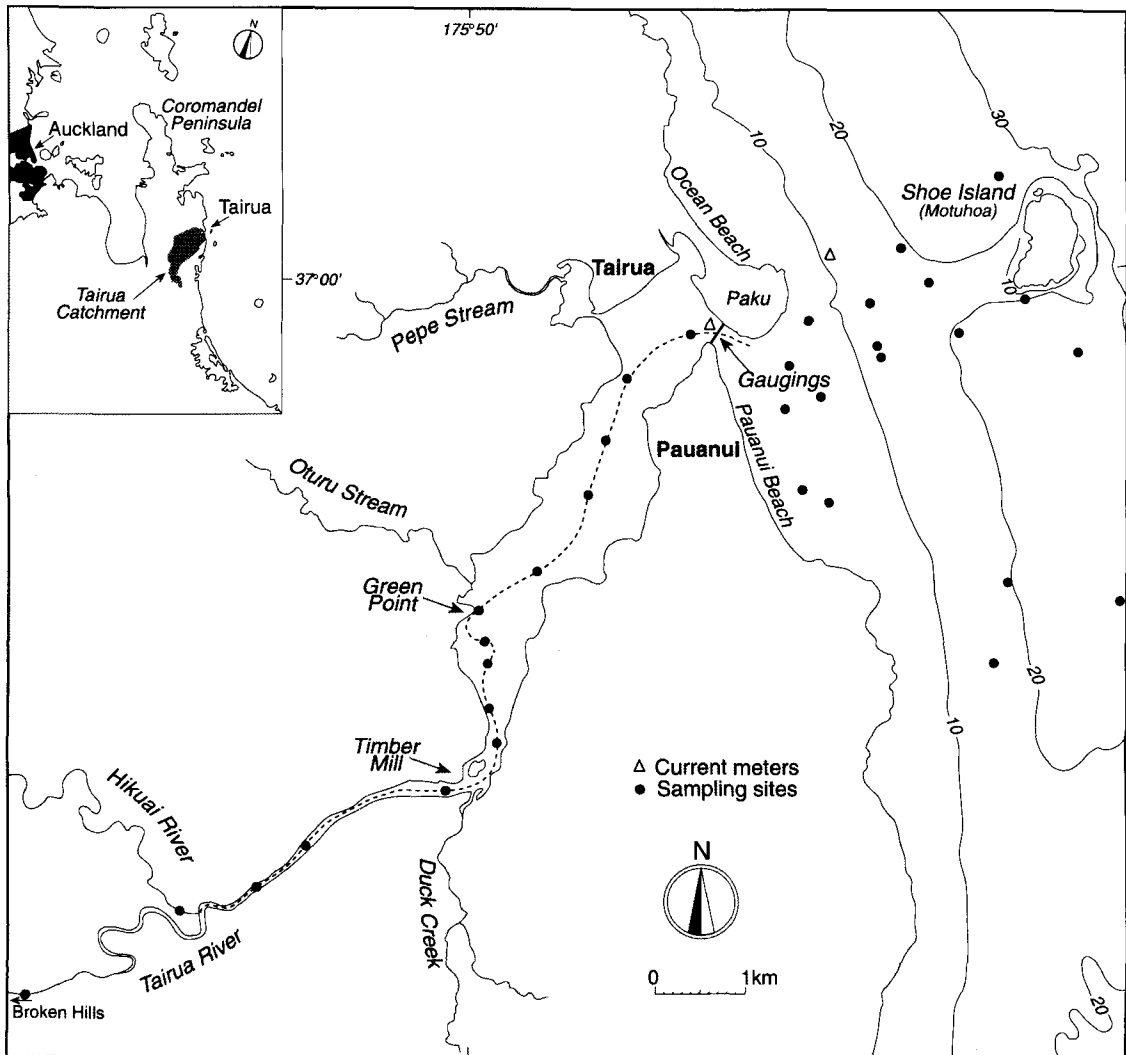 175°50'
N
Coromandel
Peninsula
Auckland
Tairua
Tairua
Catchment
37°00'
10
20
30
Ocean Beach
Shoe Island
(Motuhoa)
10
Tairua
Paku
Pepe Stream
Gaugings
Pauanui
Pauanui Beach
Oturu Stream
Green
Point
20
10
Timber
Mill
Current meters
Sampling sites
Hikuai River
N
Duck Creek
Tairua River
0 1km
Broken Hills
20